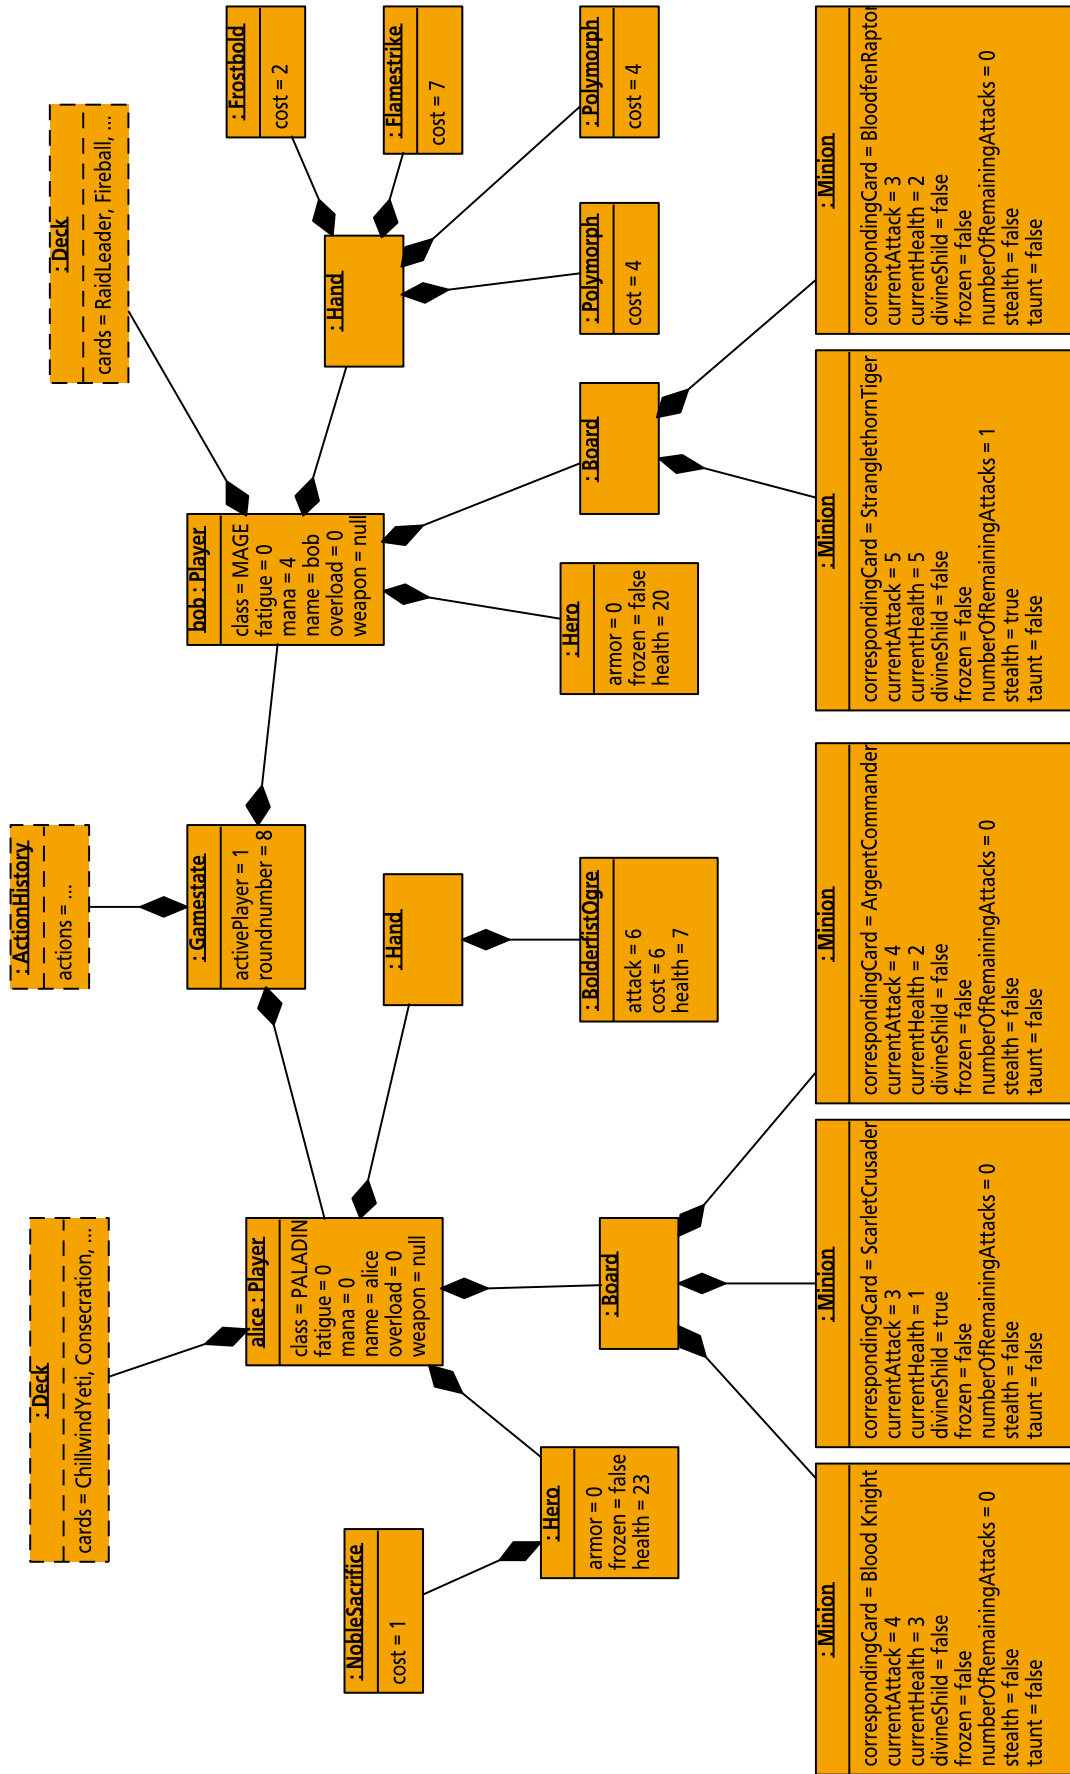 : Deck
cards = ChillwindYeti, Consecration, ...
: ActionHistory
actions = ...
: Deck
cards = RaidLeader, Fireball, ...
alice : Player
class = PALADIN
fatigue = 0
mana = 0
name = alice
overload = 0
weapon = null
: Gamestate
activePlayer = 1
roundnumber = 8
bob : Player
class = MAGE
fatigue = 0
mana = 4
name = bob
overload = 0
weapon = null
: Frostbold
cost = 2
: NobleSacrifice
cost = 1
: Hand
: Hand
: Flamestrike
cost = 7
: Hero
armor = 0
frozen = false
health = 23
: Board
: BolderfistOgre
attack = 6
cost = 6
health = 7
: Hero
armor = 0
frozen = false
health = 20
: Board
: Polymorph
cost = 4
: Polymorph
cost = 4
: Minion
correspondingCard = Blood Knight
currentAttack = 4
currentHealth = 3
divineShild = false
frozen = false
numberOfRemainingAttacks = 0
stealth = false
taunt = false
: Minion
correspondingCard = ScarletCrusader
currentAttack = 3
currentHealth = 1
divineShild = true
frozen = false
numberOfRemainingAttacks = 0
stealth = false
taunt = false
: Minion
correspondingCard = ArgentCommander
currentAttack = 4
currentHealth = 2
divineShild = false
frozen = false
numberOfRemainingAttacks = 0
stealth = false
taunt = false
: Minion
correspondingCard = StranglethornTiger
currentAttack = 5
currentHealth = 5
divineShild = false
frozen = false
numberOfRemainingAttacks = 1
stealth = true
taunt = false
: Minion
correspondingCard = BloodfenRaptor
currentAttack = 3
currentHealth = 2
divineShild = false
frozen = false
numberOfRemainingAttacks = 0
stealth = false
taunt = false